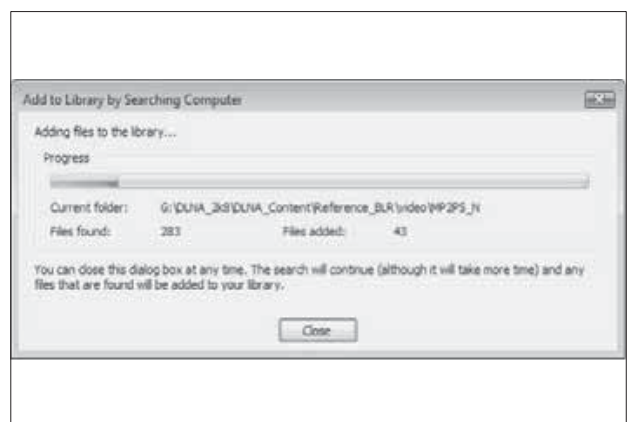 Add to Library by Searching Computer
Adding files to the library...
Progress
Current folder: G:\DLNA_2k8\DLNA_Content\Reference_BLR\video\MP2PS_N
Files found: 283 Files added: 43
You can close this dialog box at any time. The search will continue (although it will take more time) and any
files that are found will be added to your library.
Close